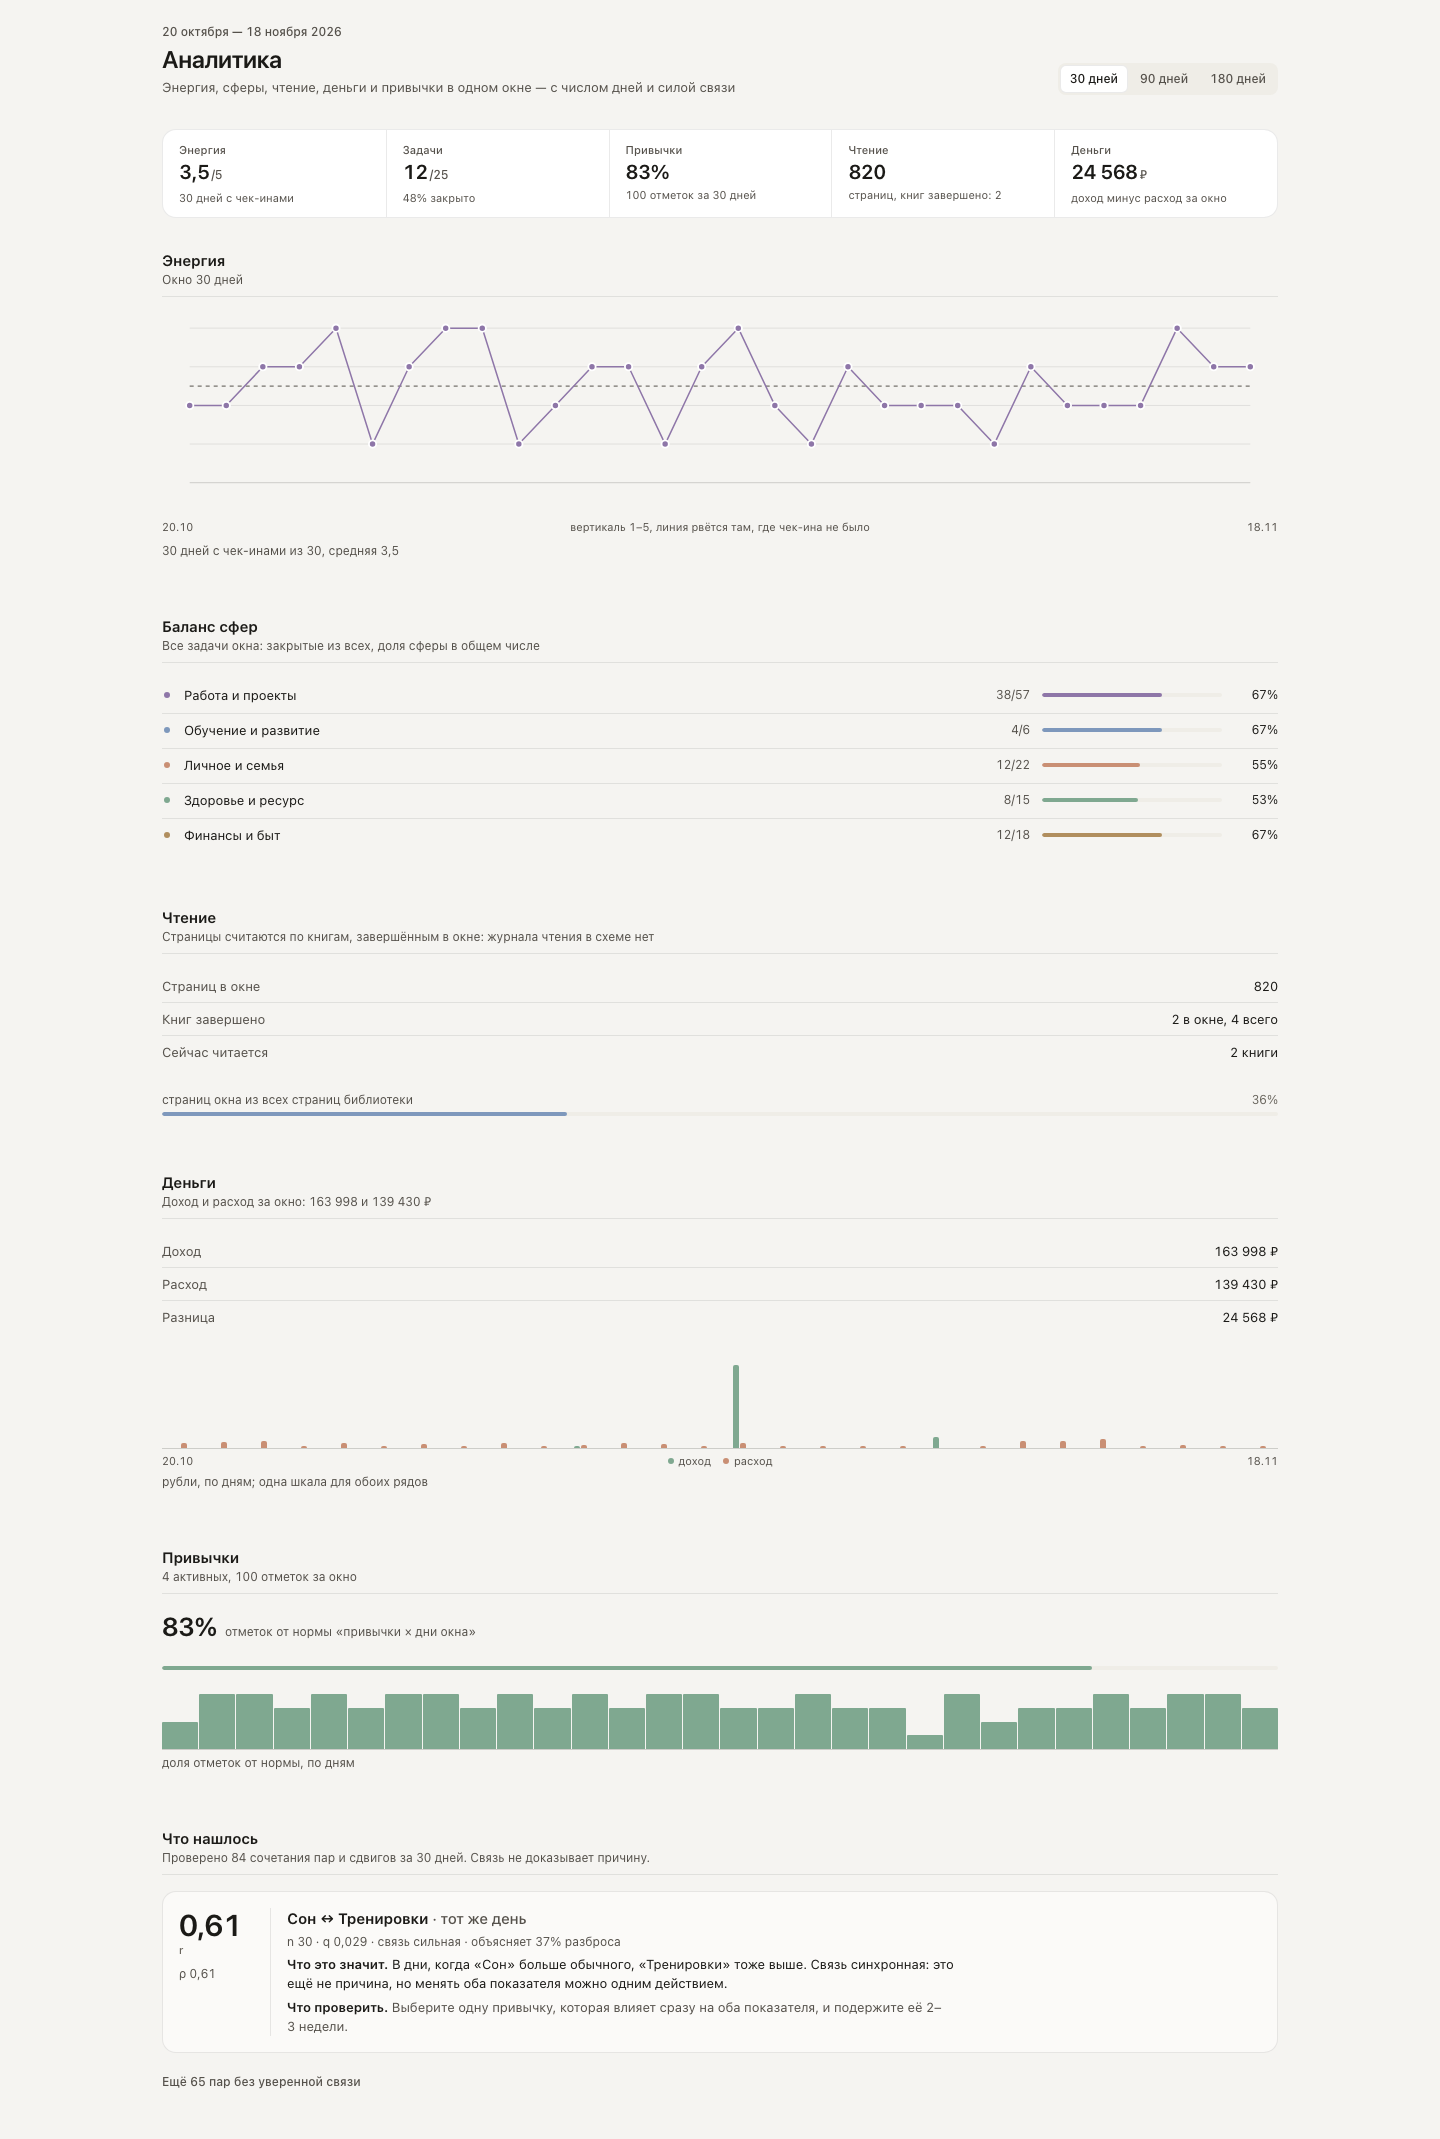 20 октября — 18 ноября 2026
Аналитика
Энергия, сферы, чтение, деньги и привычки в одном окне — с числом дней и силой связи
30 дней 90 дней 180 дней
Энергия
3,5/5
30 дней с чек-инами
Задачи
12/25
48% закрыто
Привычки
83%
100 отметок за 30 дней
Чтение
820
страниц, книг завершено: 2
Деньги
24 568 ₽
доход минус расход за окно
Энергия
Окно 30 дней
20.10 вертикаль 1–5, линия рвётся там, где чек-ина не было 18.11
30 дней с чек-инами из 30, средняя 3,5
Баланс сфер
Все задачи окна: закрытые из всех, доля сферы в общем числе
Работа и проекты 38/57 67%
Обучение и развитие 4/6 67%
Личное и семья 12/22 55%
Здоровье и ресурс 8/15 53%
Финансы и быт 12/18 67%
Чтение
Страницы считаются по книгам, завершённым в окне: журнала чтения в схеме нет
Страниц в окне 820
Книг завершено 2 в окне, 4 всего
Сейчас читается 2 книги
страниц окна из всех страниц библиотеки 36%
Деньги
Доход и расход за окно: 163 998 и 139 430 ₽
Доход 163 998 ₽
Расход 139 430 ₽
Разница 24 568 ₽
20.10 доход расход 18.11
рубли, по дням; одна шкала для обоих рядов
Привычки
4 активных, 100 отметок за окно
83% отметок от нормы «привычки × дни окна»
доля отметок от нормы, по дням
Что нашлось
Проверено 84 сочетания пар и сдвигов за 30 дней. Связь не доказывает причину.
0,61
r
ρ 0,61
Сон ↔ Тренировки · тот же день
n 30 · q 0,029 · связь сильная · объясняет 37% разброса
Что это значит. В дни, когда «Сон» больше обычного, «Тренировки» тоже выше. Связь синхронная: это
ещё не причина, но менять оба показателя можно одним действием.
Что проверить. Выберите одну привычку, которая влияет сразу на оба показателя, и подержите её 2–
3 недели.
Ещё 65 пар без уверенной связи